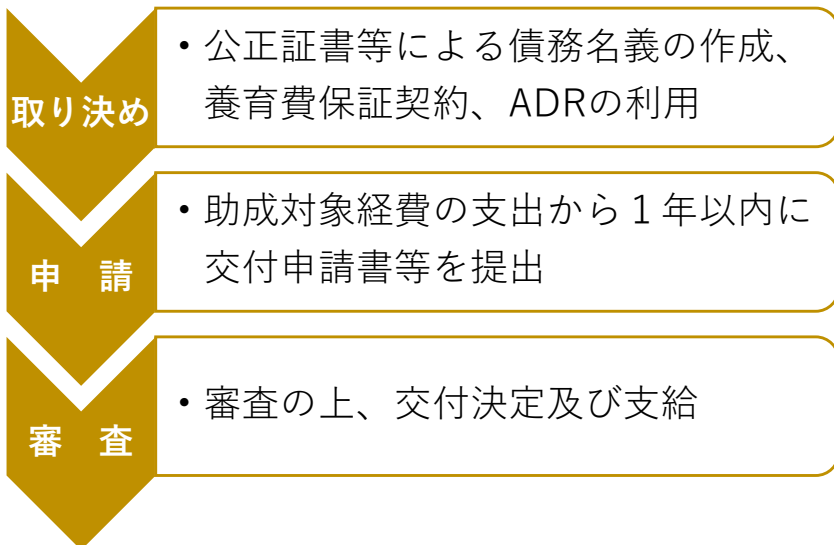 取り決め
・公正証書等による債務名義の作成、
養育費保証契約、ADRの利用
申　請
・助成対象経費の支出から１年以内に
交付申請書等を提出
審　査
・審査の上、交付決定及び支給